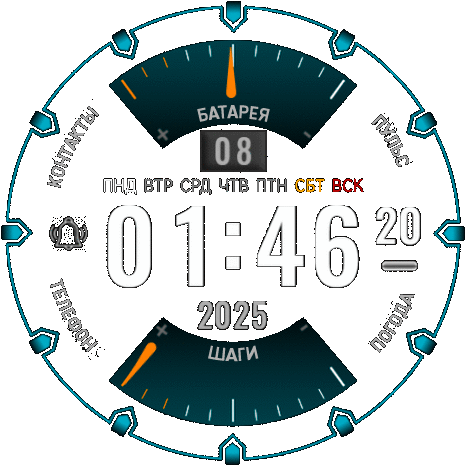 БАТАРЕЯ
КОНТАКТЫ
ПУЛЬС
08
ПНД ВТР СРД ЧТВ ПТН СБТ ВСК
01:46
20
2025
ТЕЛЕФОН
ПОГОДА
ШАГИ